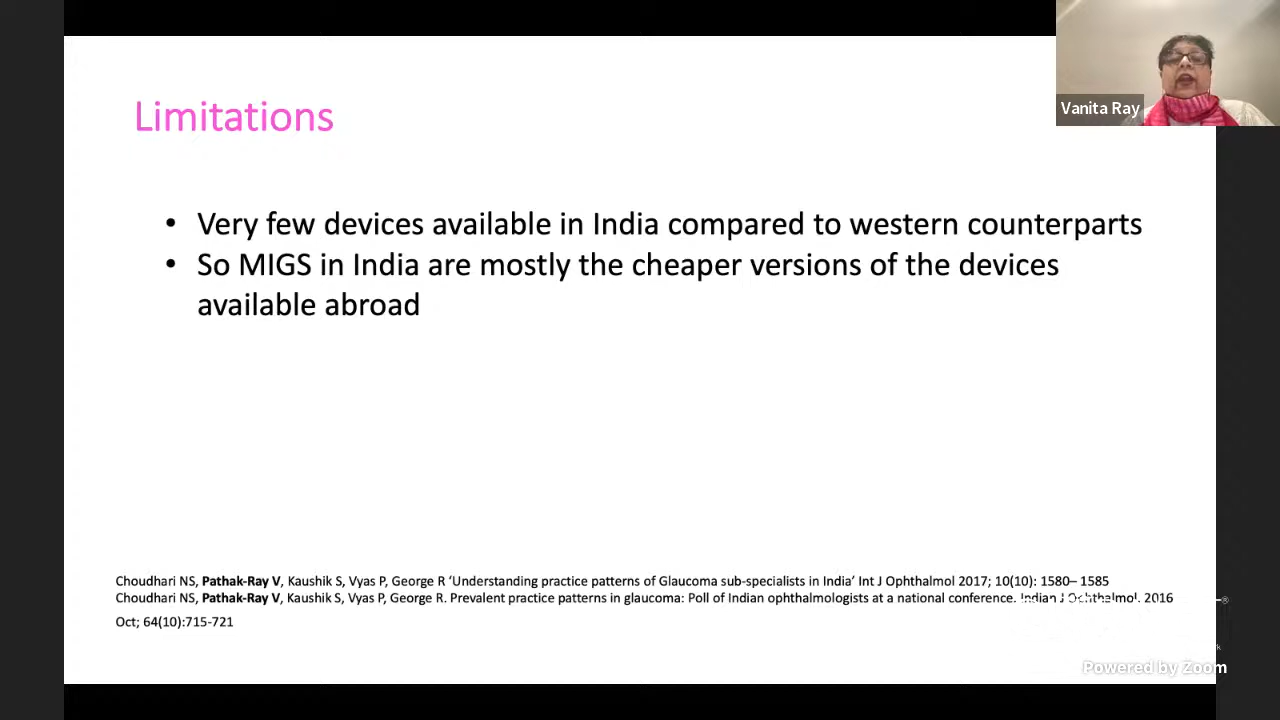 Limitations
Vanita Ray
• Very few devices available in India compared to western counterparts
• So MIGS in India are mostly the cheaper versions of the devices
available abroad
Choudhari NS, Pathak-Ray V, Kaushik S, Vyas P, George R ‘Understanding practice patterns of Glaucoma sub-specialists in India’ Int J Ophthalmol 2017; 10(10): 1580– 1585
Choudhari NS, Pathak-Ray V, Kaushik S, Vyas P, George R. Prevalent practice patterns in glaucoma: Poll of Indian ophthalmologists at a national conference. Indian J Ophthalmol. 2016
Oct; 64(10):715-721
®
Powered by Zoom